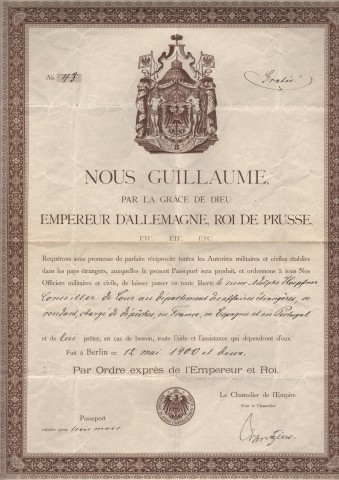 No. 43
Gratis
NOUS GUILLAUME,
PAR LA GRÂCE DE DIEU
EMPEREUR D'ALLEMAGNE, ROI DE PRUSSE,
ETC. ETC. ETC.
Requérons sous promesse de parfaite réciprocité toutes les Autorités militaires et civiles établies
dans les pays étrangers, auxquelles le présent Passeport sera produit, et ordonnons à tous Nos
Officiers militaires et civils, de laisser passer en toute liberté le sieur Adolphe
Conseiller de Cour au département des affaires étrangères, se
rendant, chargé de dépêches, en France, en Espagne et en Portugal
et de lui prêter, en cas de besoin, toute l'aide et l'assistance qui dépendront d'eux.
Fait à Berlin ce 12 mai 1900 et deux.
Par Ordre exprès de l'Empereur et Roi.
Le Chancelier de l'Empire
Pour le Chancelier
Passeport
valable pour trois mois.